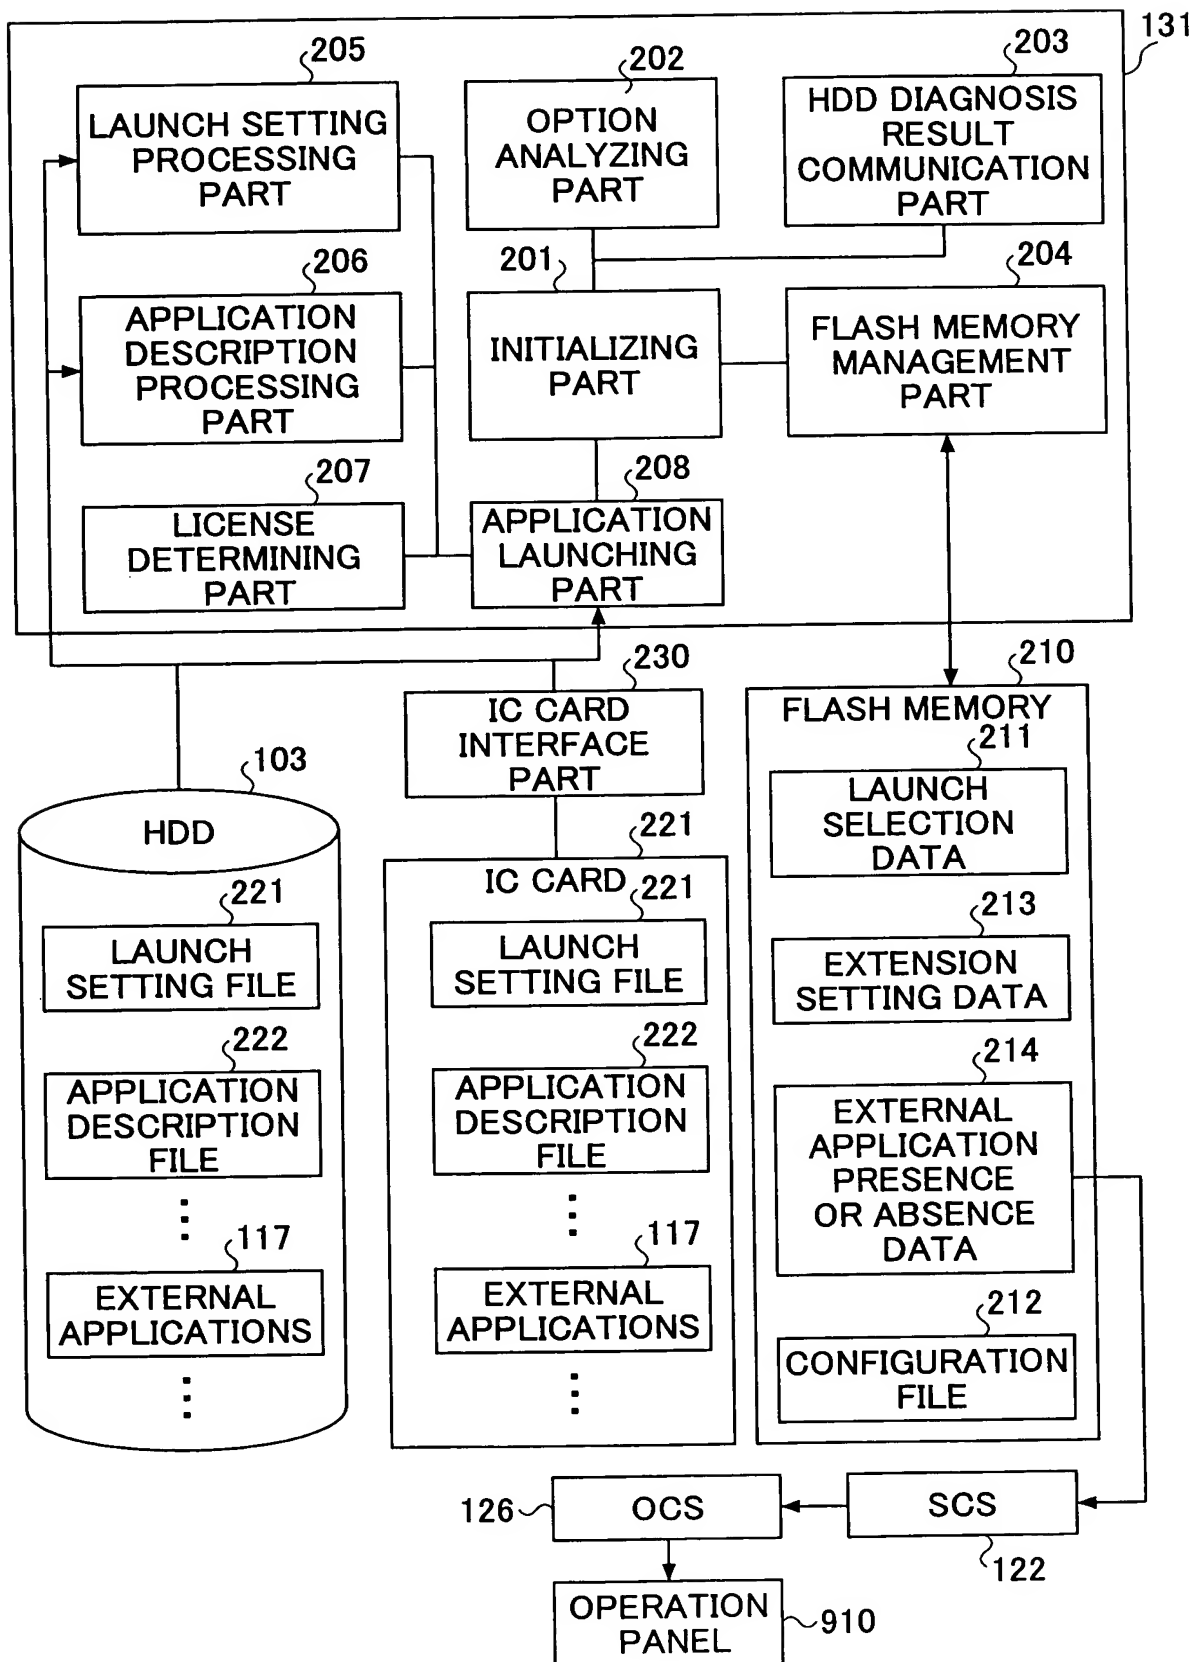 131
205
LAUNCH SETTING
PROCESSING
PART
202
OPTION
ANALYZING
PART
203
HDD DIAGNOSIS
RESULT
COMMUNICATION
PART
206
APPLICATION
DESCRIPTION
PROCESSING
PART
201
INITIALIZING
PART
204
FLASH MEMORY
MANAGEMENT
PART
207
LICENSE
DETERMINING
PART
208
APPLICATION
LAUNCHING
PART
230
IC CARD
INTERFACE
PART
103
HDD
221
LAUNCH
SETTING FILE
222
APPLICATION
DESCRIPTION
FILE
117
EXTERNAL
APPLICATIONS
221
IC CARD
221
LAUNCH
SETTING FILE
222
APPLICATION
DESCRIPTION
FILE
117
EXTERNAL
APPLICATIONS
210
FLASH MEMORY
211
LAUNCH
SELECTION
DATA
213
EXTENSION
SETTING DATA
214
EXTERNAL
APPLICATION
PRESENCE
OR ABSENCE
DATA
212
CONFIGURATION
FILE
126
OCS
SCS
122
OPERATION
PANEL
910